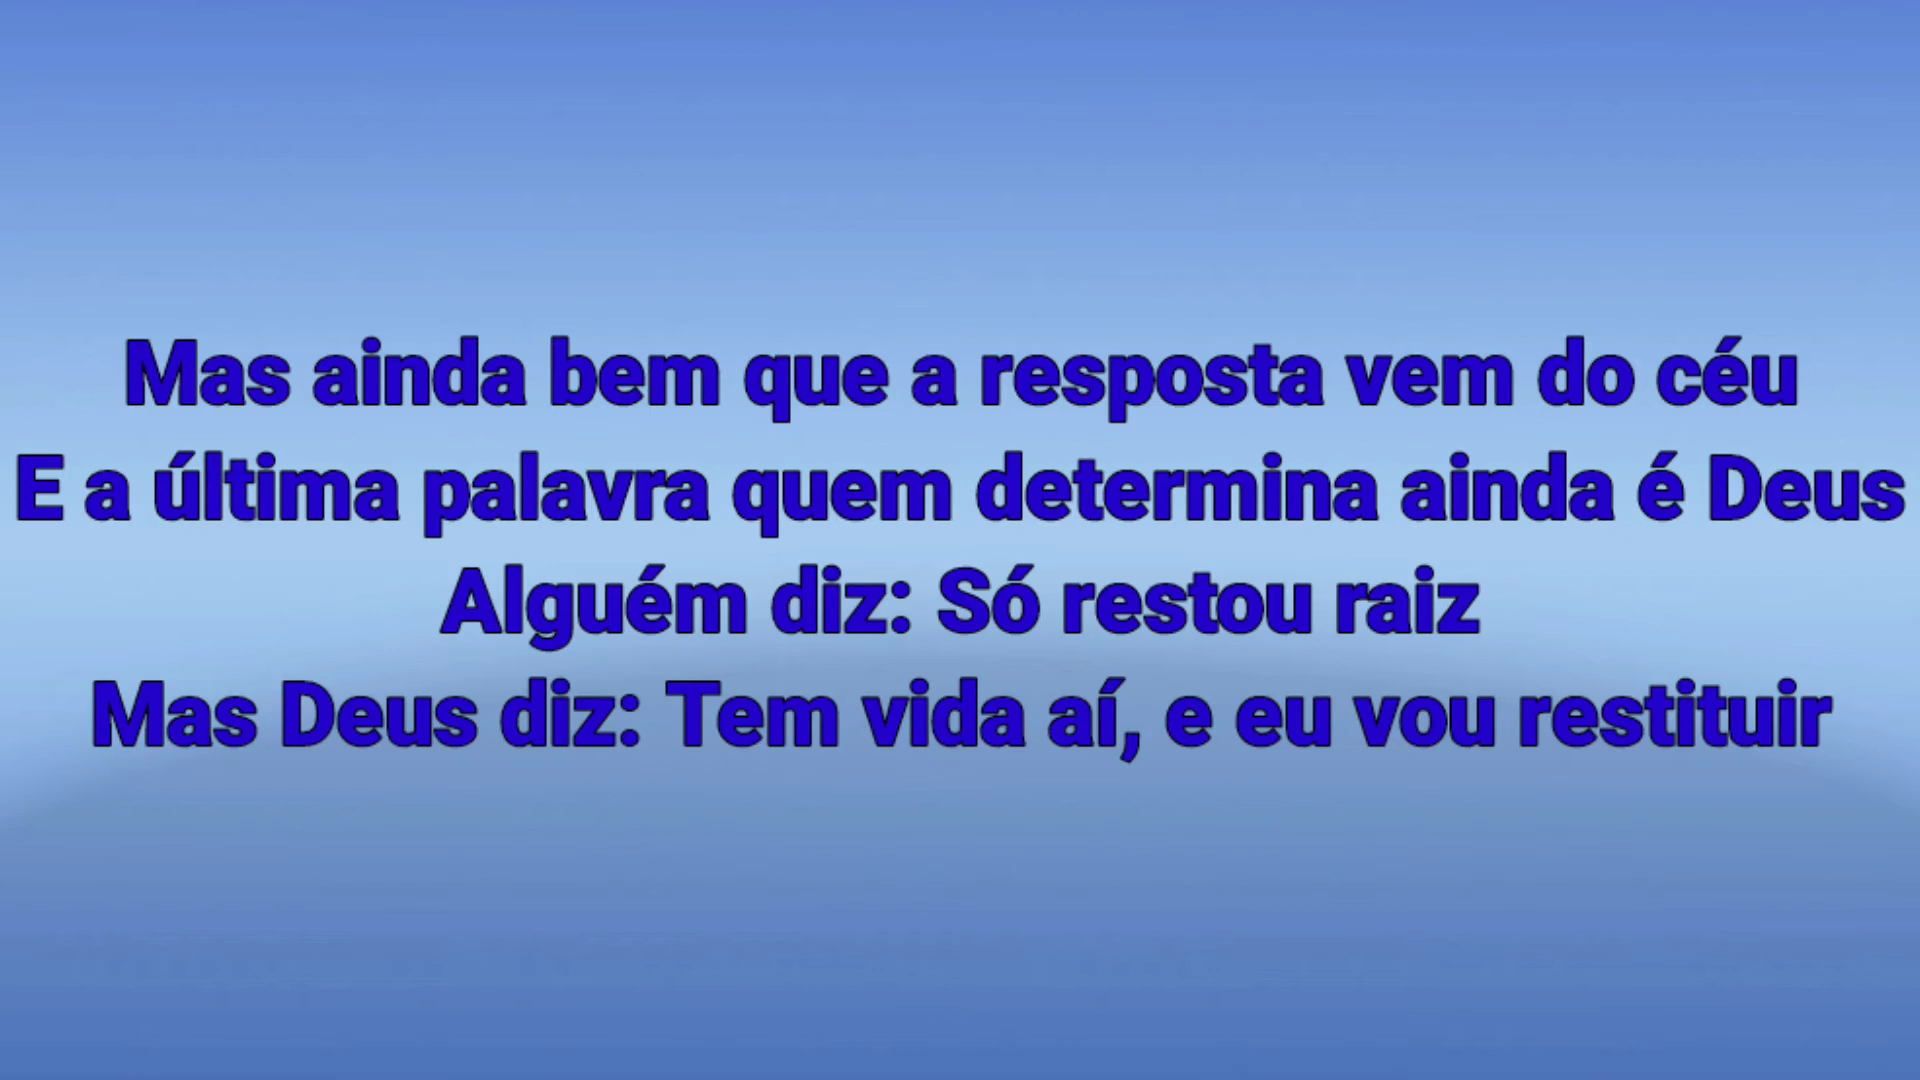 Mas ainda bem que a resposta vem do céu
E a última palavra quem determina ainda é Deus
Alguém diz: Só restou raiz
Mas Deus diz: Tem vida aí, e eu vou restituir